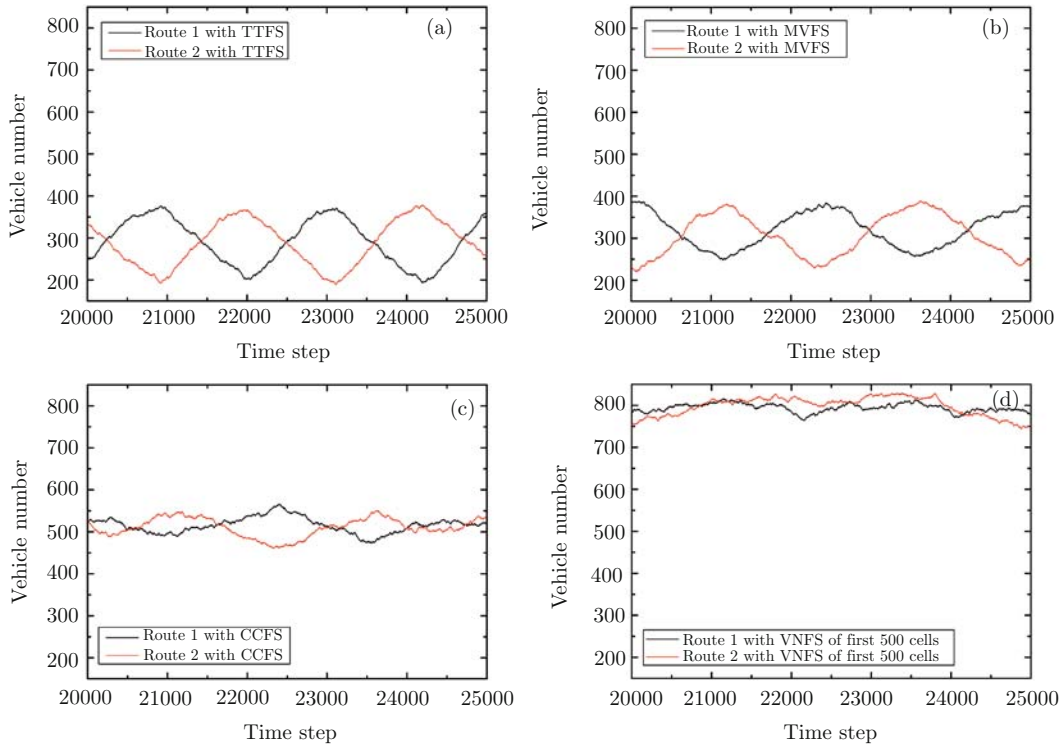 (a)
Route 1 with TTFS
Route 2 with TTFS
Vehicle number
800
700
600
500
400
300
200
20000 21000 22000 23000 24000 25000
Time step
(b)
Route 1 with MVFS
Route 2 with MVFS
Vehicle number
800
700
600
500
400
300
200
20000 21000 22000 23000 24000 25000
Time step
(c)
Vehicle number
800
700
600
500
400
300
200
Route 1 with CCFS
Route 2 with CCFS
20000 21000 22000 23000 24000 25000
Time step
(d)
Vehicle number
800
700
600
500
400
300
200
Route 1 with VNFS of first 500 cells
Route 2 with VNFS of first 500 cells
20000 21000 22000 23000 24000 25000
Time step